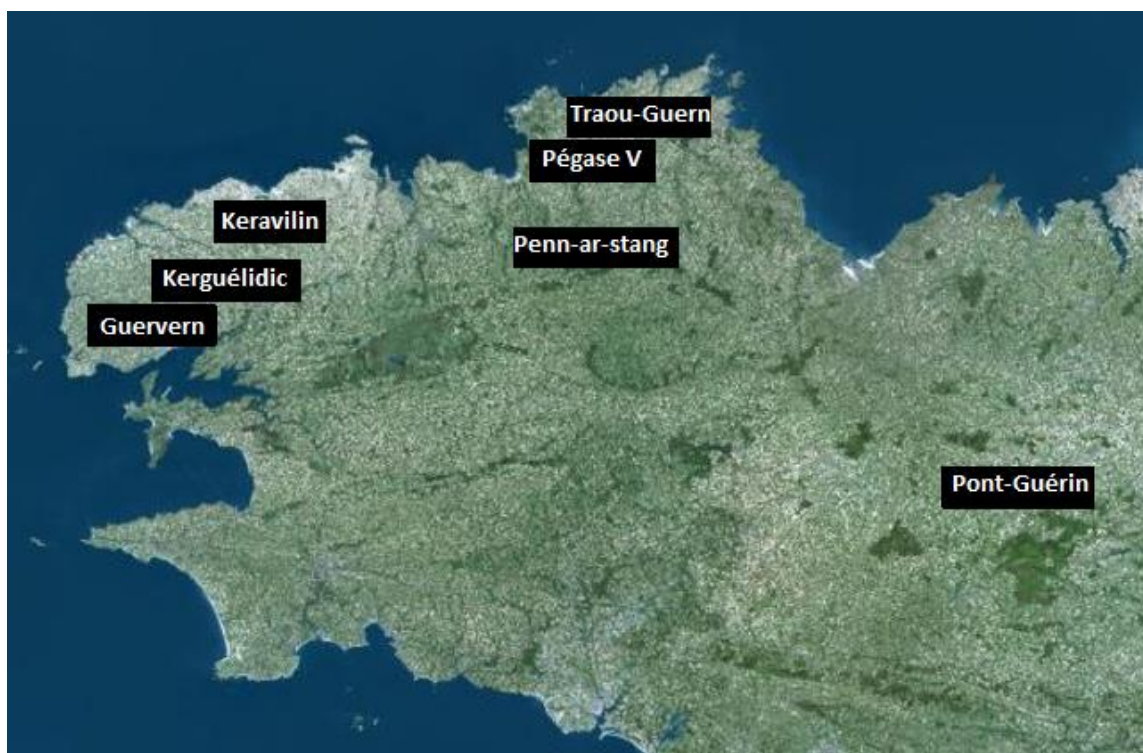 Traou-Guern
Pégase V
Keravilin
Penn-ar-stang
Kerguélidic
Guervern
Pont-Guérin